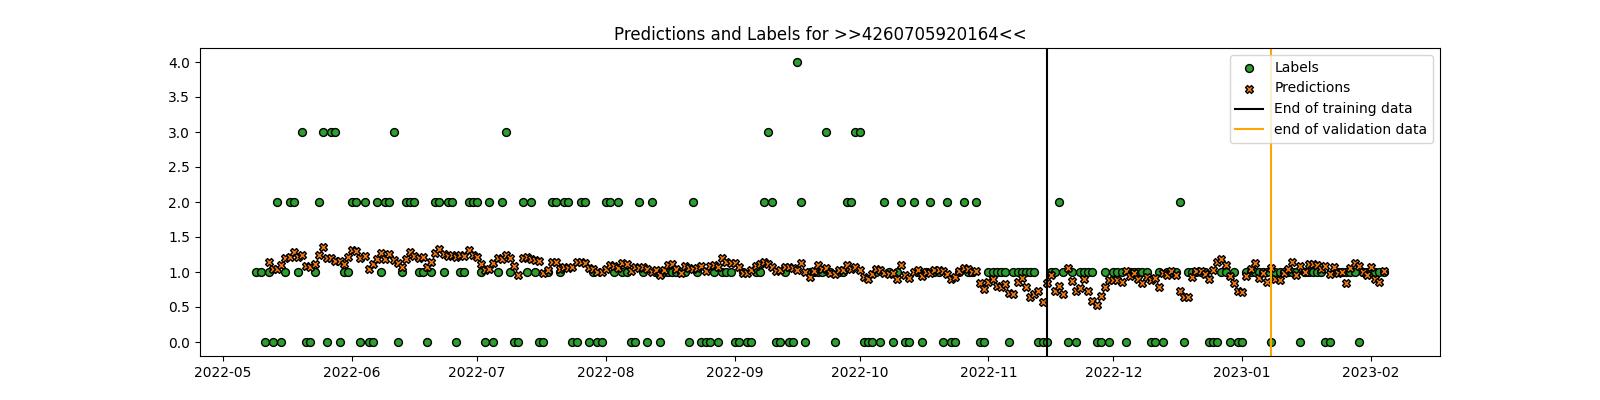 Predictions and Labels for >>4260705920164<<
4.0
3.5
3.0
2.5
2.0
1.5
1.0
0.5
0.0
Labels
Predictions
End of training data
end of validation data
2022-05 2022-06 2022-07 2022-08 2022-09 2022-10 2022-11 2022-12 2023-01 2023-02